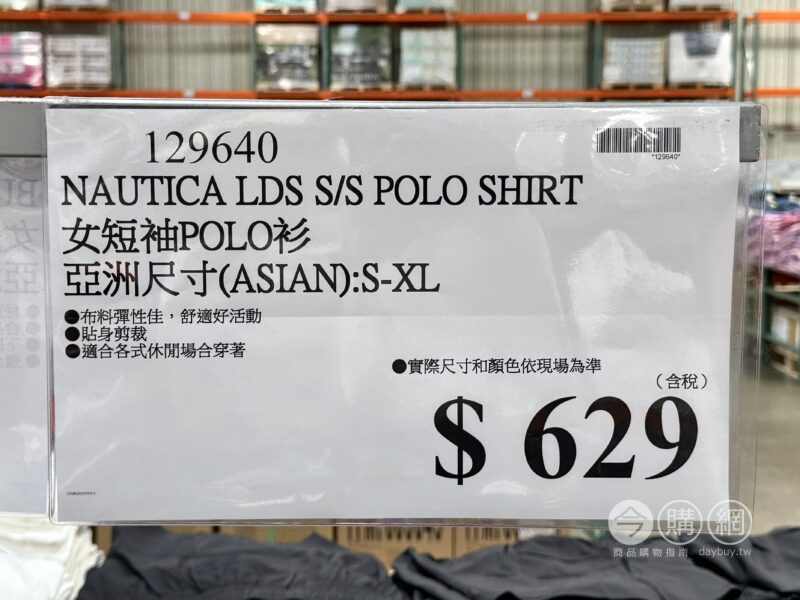 129640
*129640*
NAUTICA LDS S/S POLO SHIRT
女短袖POLO衫
亞洲尺寸(ASIAN):S-XL
●布料彈性佳，舒適好活動
●貼身剪裁
●適合各式休閒場合穿著
●實際尺寸和顏色依現場為準
（含稅）
$ 629
今購網
商品購物指南 daybuy.tw